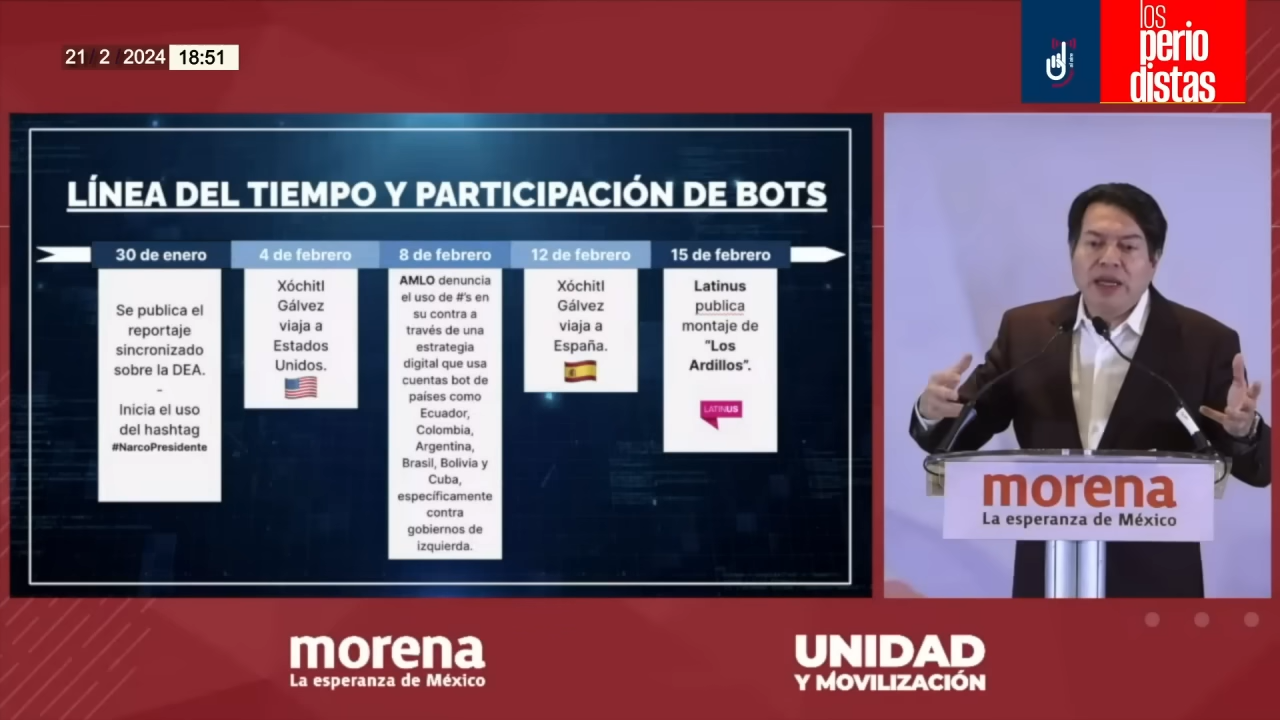 21 / 2 / 2024 18:51
los
perio
distas
LÍNEA DEL TIEMPO Y PARTICIPACIÓN DE BOTS
30 de enero
Se publica el
reportaje
sincronizado
sobre la DEA.
-
Inicia el uso
del hashtag
#NarcoPresidente
4 de febrero
Xóchitl
Gálvez
viaja a
Estados
Unidos.
8 de febrero
AMLO denuncia
el uso de #'s en
su contra a
través de una
estrategia
digital que usa
cuentas bot de
países como
Ecuador,
Colombia,
Argentina,
Brasil, Bolivia y
Cuba,
específicamente
contra
gobiernos de
izquierda.
12 de febrero
Xóchitl
Gálvez
viaja a
España.
15 de febrero
Latinus
publica
montaje de
"Los
Ardillos".
LATINUS
morena
La esperanza de México
morena
La esperanza de México
UNIDAD
Y MOVILIZACIÓN